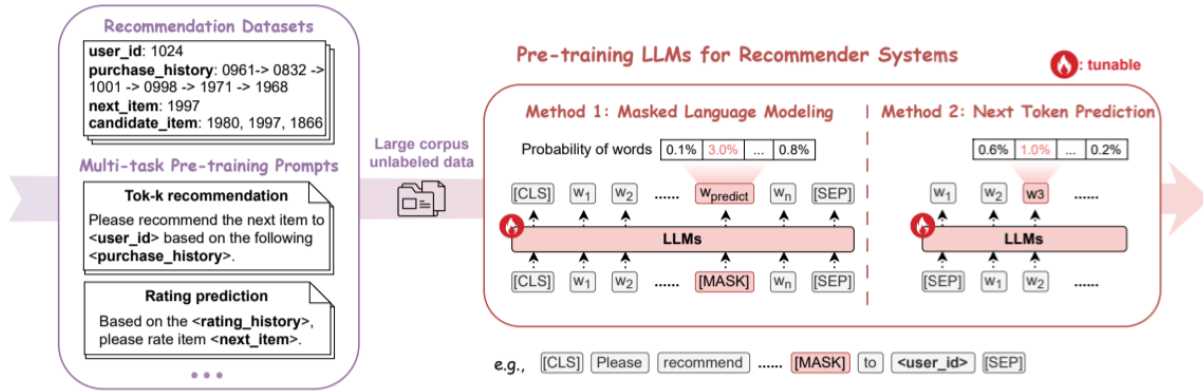 Recommendation Datasets
user_id: 1024
purchase_history: 0961-> 0832 ->
1001 -> 0998 -> 1971 -> 1968
next_item: 1997
candidate_item: 1980, 1997, 1866
Multi-task Pre-training Prompts
Tok-k recommendation
Please recommend the next item to
<user_id> based on the following
<purchase_history>.
Rating prediction
Based on the <rating_history>,
please rate item <next_item>.
• • •
Large corpus
unlabeled data
Pre-training LLMs for Recommender Systems
: tunable
Method 1: Masked Language Modeling
Probability of words 0.1% 3.0% ... 0.8%
[CLS] w1 w2 ...... wpredict wn [SEP]
LLMs
[CLS] w1 w2 ...... [MASK] wn [SEP]
Method 2: Next Token Prediction
0.6% 1.0% ... 0.2%
w1 w2 w3 ......
LLMs
[SEP] w1 w2 ......
e.g., [CLS] Please recommend ...... [MASK] to <user_id> [SEP]